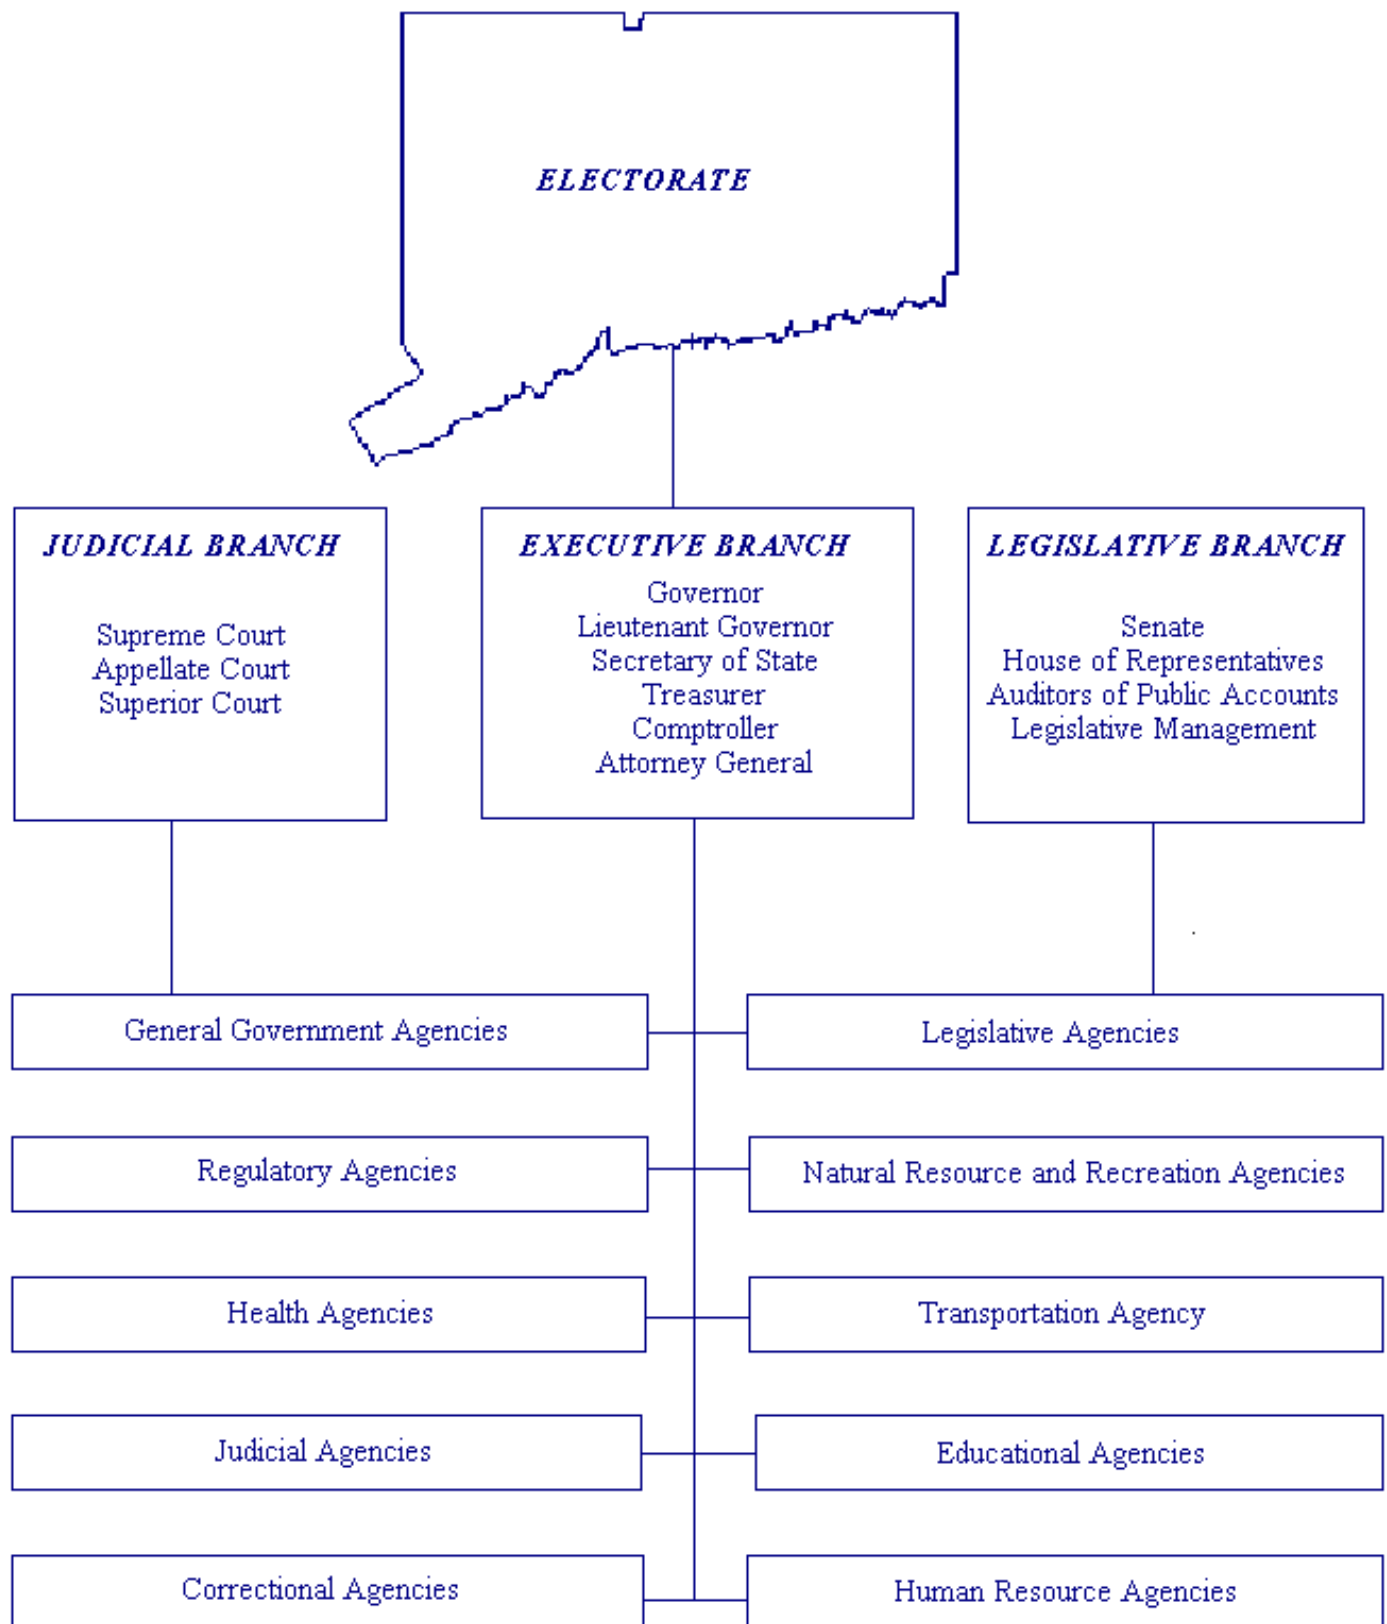 ELECTORATE
JUDICIAL BRANCH
Supreme Court
Appellate Court
Superior Court
EXECUTIVE BRANCH
Governor
Lieutenant Governor
Secretary of State
Treasurer
Comptroller
Attorney General
LEGISLATIVE BRANCH
Senate
House of Representatives
Auditors of Public Accounts
Legislative Management
General Government Agencies
Legislative Agencies
Regulatory Agencies
Natural Resource and Recreation Agencies
Health Agencies
Transportation Agency
Judicial Agencies
Educational Agencies
Correctional Agencies
Human Resource Agencies